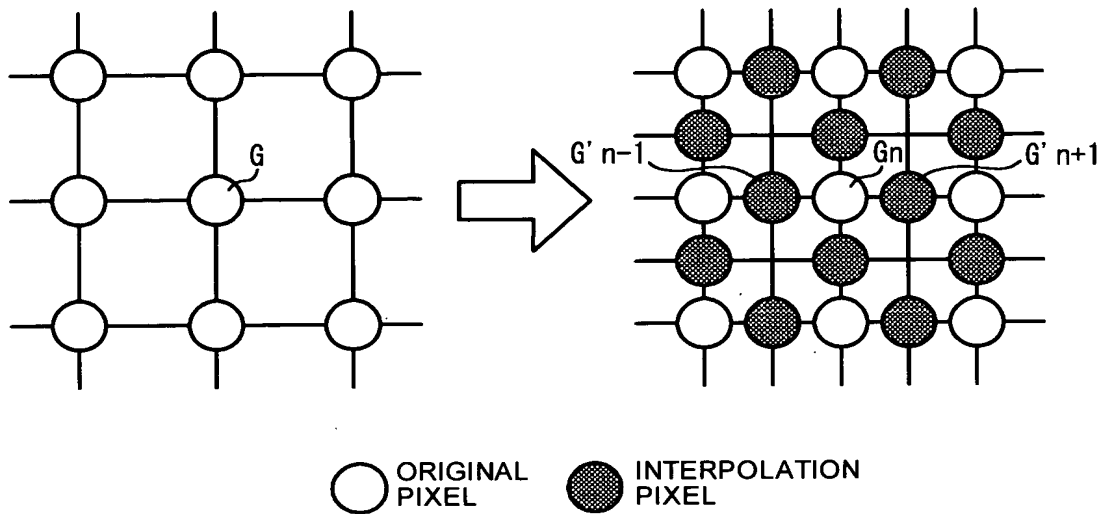 G
G'n-1
Gn
G'n+1
ORIGINAL
PIXEL
INTERPOLATION
PIXEL